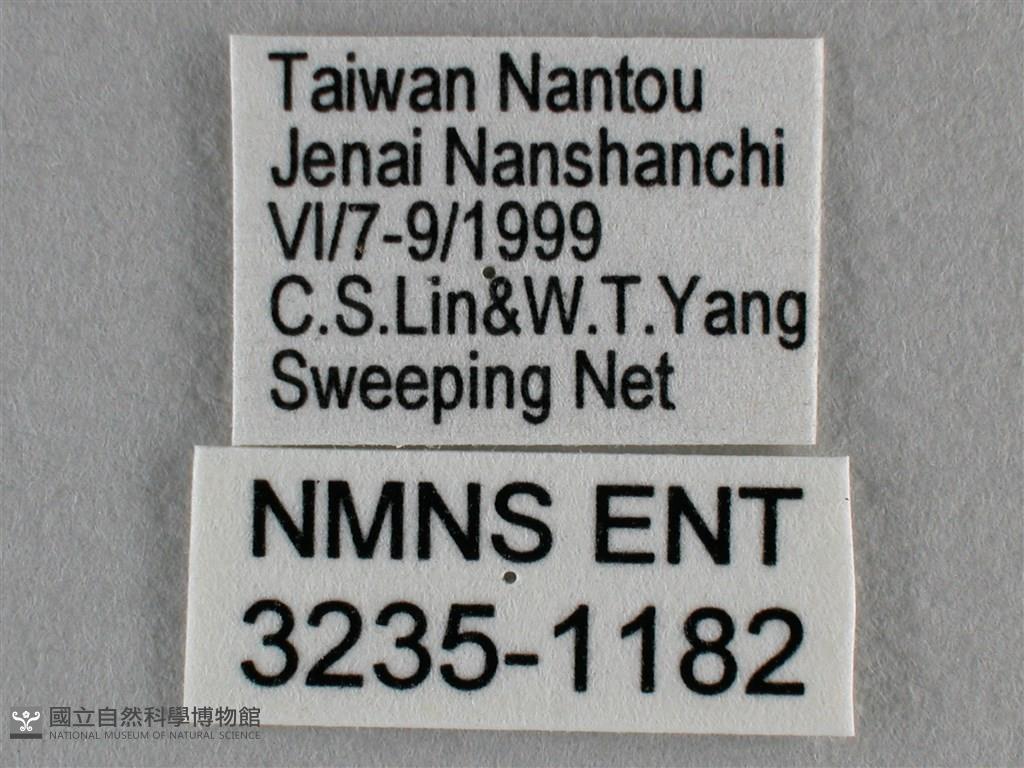 Taiwan Nantou
Jenai Nanshanchi
VI/7-9/1999
C.S.Lin&W.T.Yang
Sweeping Net
NMNS ENT
3235-1182
國立自然科學博物館
NATIONAL MUSEUM OF NATURAL SCIENCE